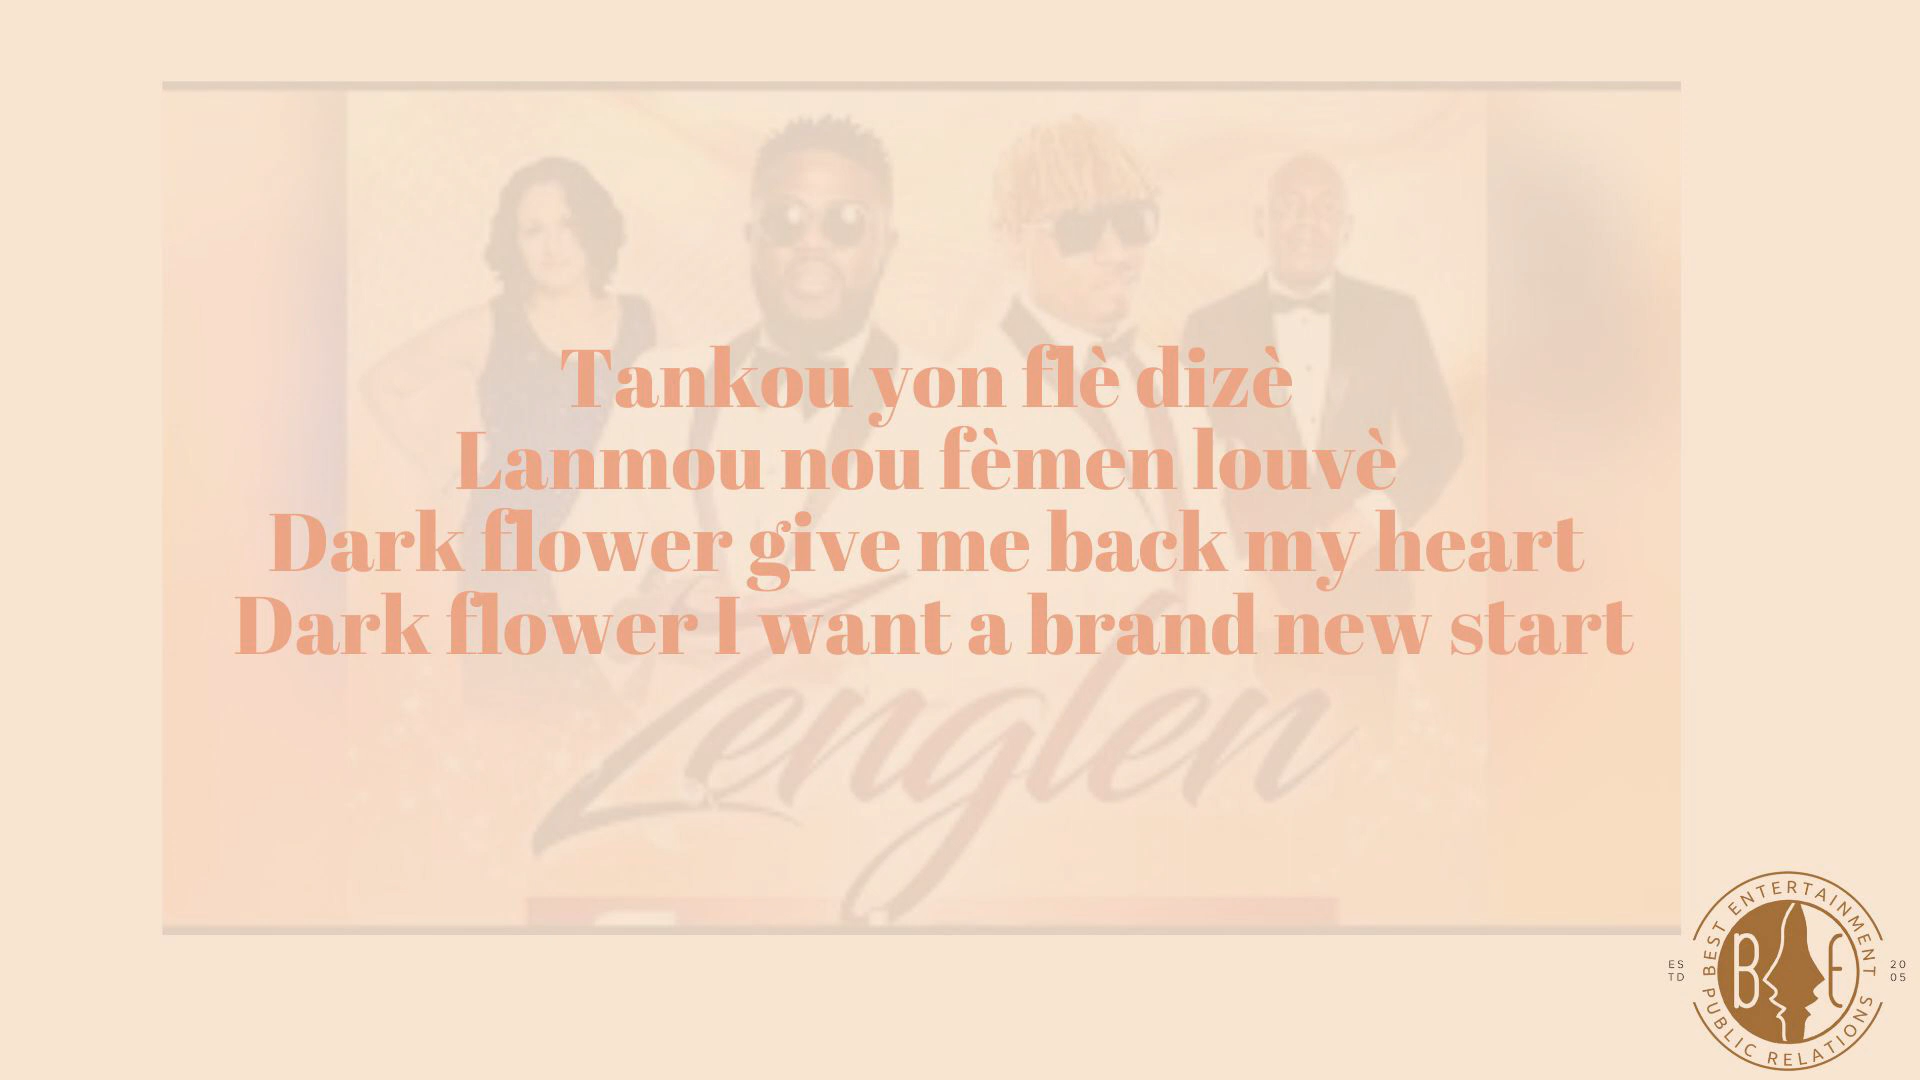 Tankou yon flè dizè
Lanmou nou fèmen louvè
Dark flower give me back my heart
Dark flower I want a brand new start
Zenglen
BEST ENTERTAINMENT
B E
ES
TD
20
05
PUBLIC RELATIONS